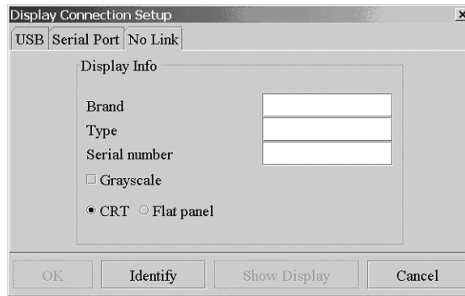 Display Connection Setup
USB Serial Port No Link
Display Info
Brand
Type
Serial number
Grayscale
CRT Flat panel
OK Identify Show Display Cancel